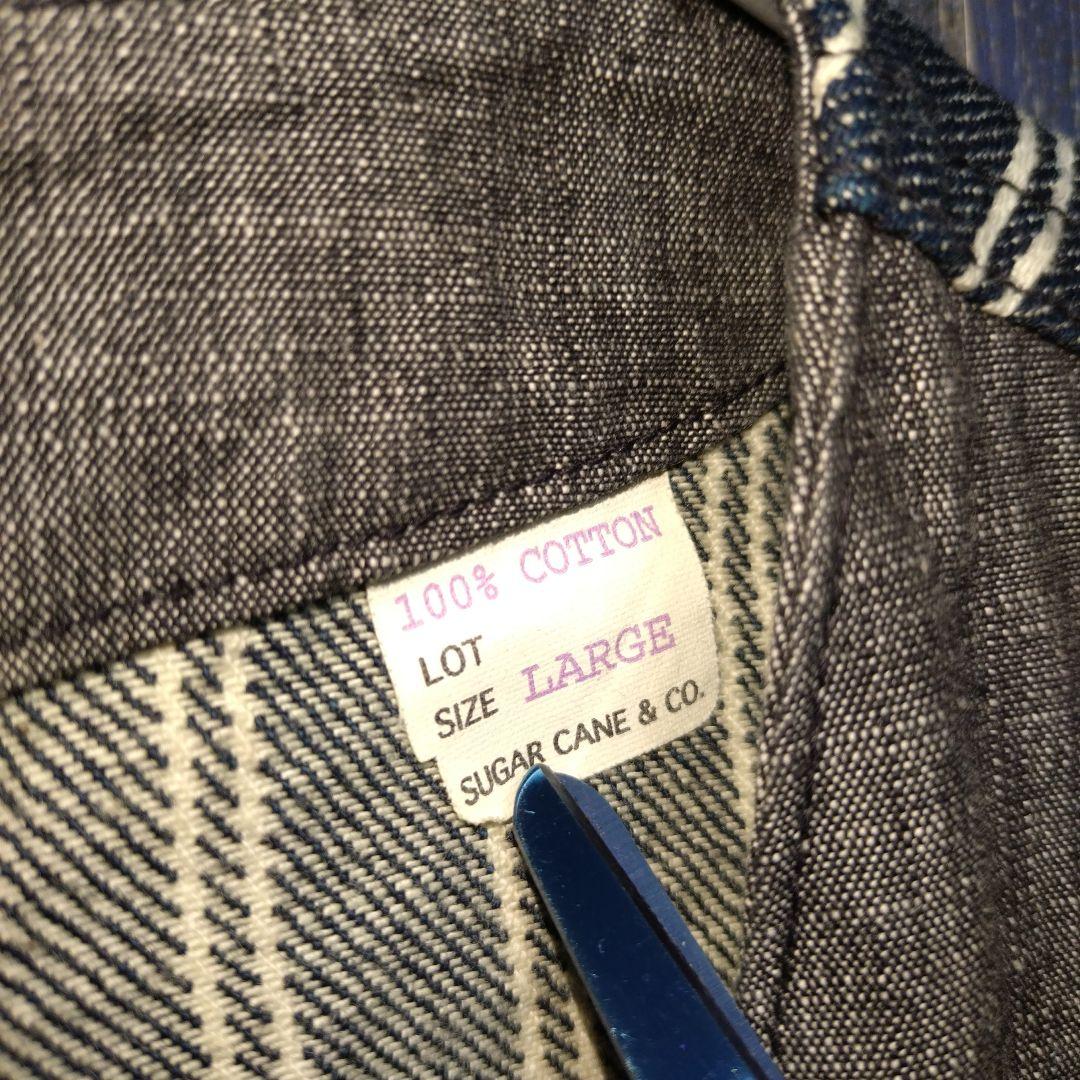 100% COTTON
LOT
SIZE LARGE
SUGAR CANE & CO.